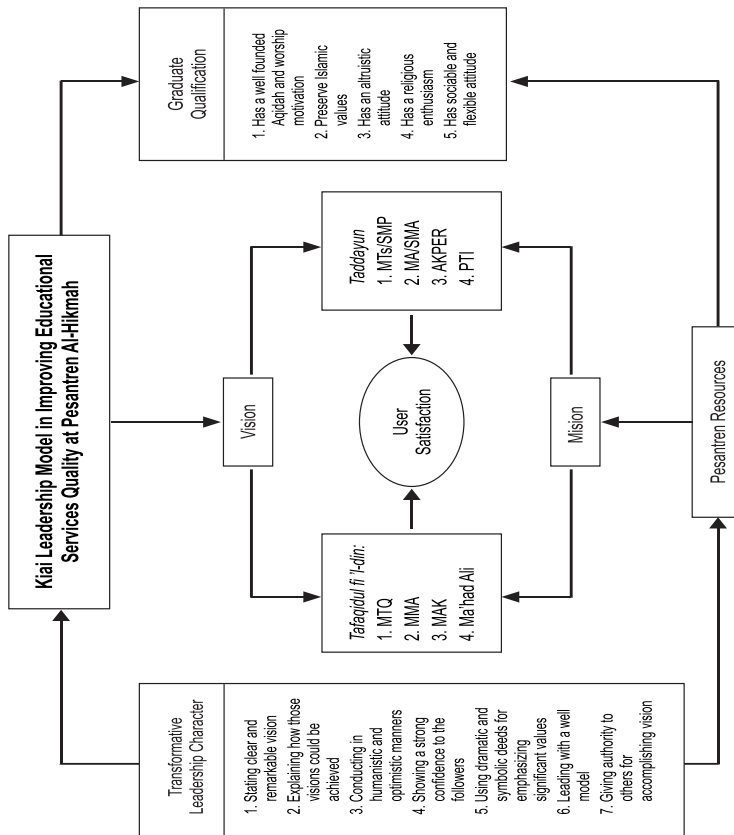 Kiai Leadership Model in Improving Educational
Services Quality at Pesantren Al-Hikmah
Transformative
Leadership Character
1. Stating clear and
remarkable vision
2. Explaining how those
visions could be
achieved
3. Conducting in
humanistic and
optimistic manners
4. Showing a strong
confidence to the
followers
5. Using dramatic and
symbolic deeds for
emphasizing
significant values
6. Leading with a well
model
7. Giving authority to
others for
accomplishing vision
Vision
Tafaqidul fi 'l-din:
1. MTQ
2. MMA
3. MAK
4. Ma'had Ali
User
Satisfaction
Taddayun
1. MTs/SMP
2. MA/SMA
3. AKPER
4. PTI
Mision
Graduate
Qualification
1. Has a well founded
Aqidah and worship
motivation
2. Preserve Islamic
values
3. Has an altruistic
attitude
4. Has a religious
enthusiasm
5. Has sociable and
flexible attitude
Pesantren Resources